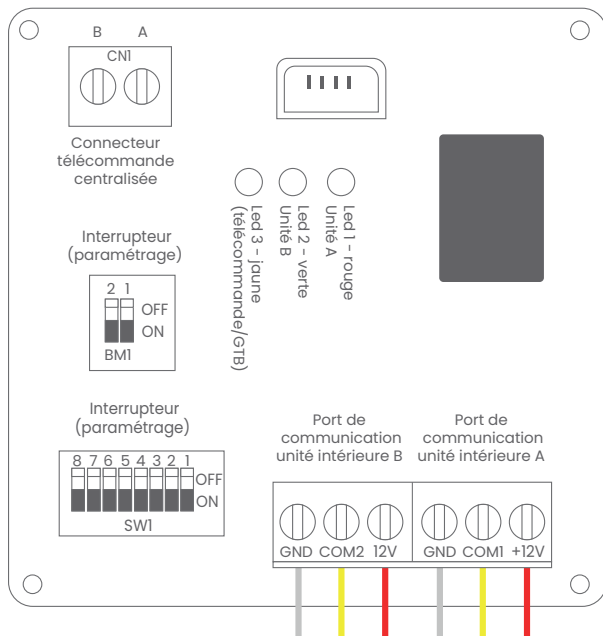 B A
CN1
Connecteur
télécommande
centralisée
Led 3 - jaune
(télécommande/GTB)
Led 2 - verte
Unité B
Led 1 - rouge
Unité A
Interrupteur
(paramétrage)
2 1
OFF
ON
BM1
Interrupteur
(paramétrage)
8 7 6 5 4 3 2 1
OFF
ON
SW1
Port de
communication
unité intérieure B
Port de
communication
unité intérieure A
GND COM2 12V GND COM1 +12V